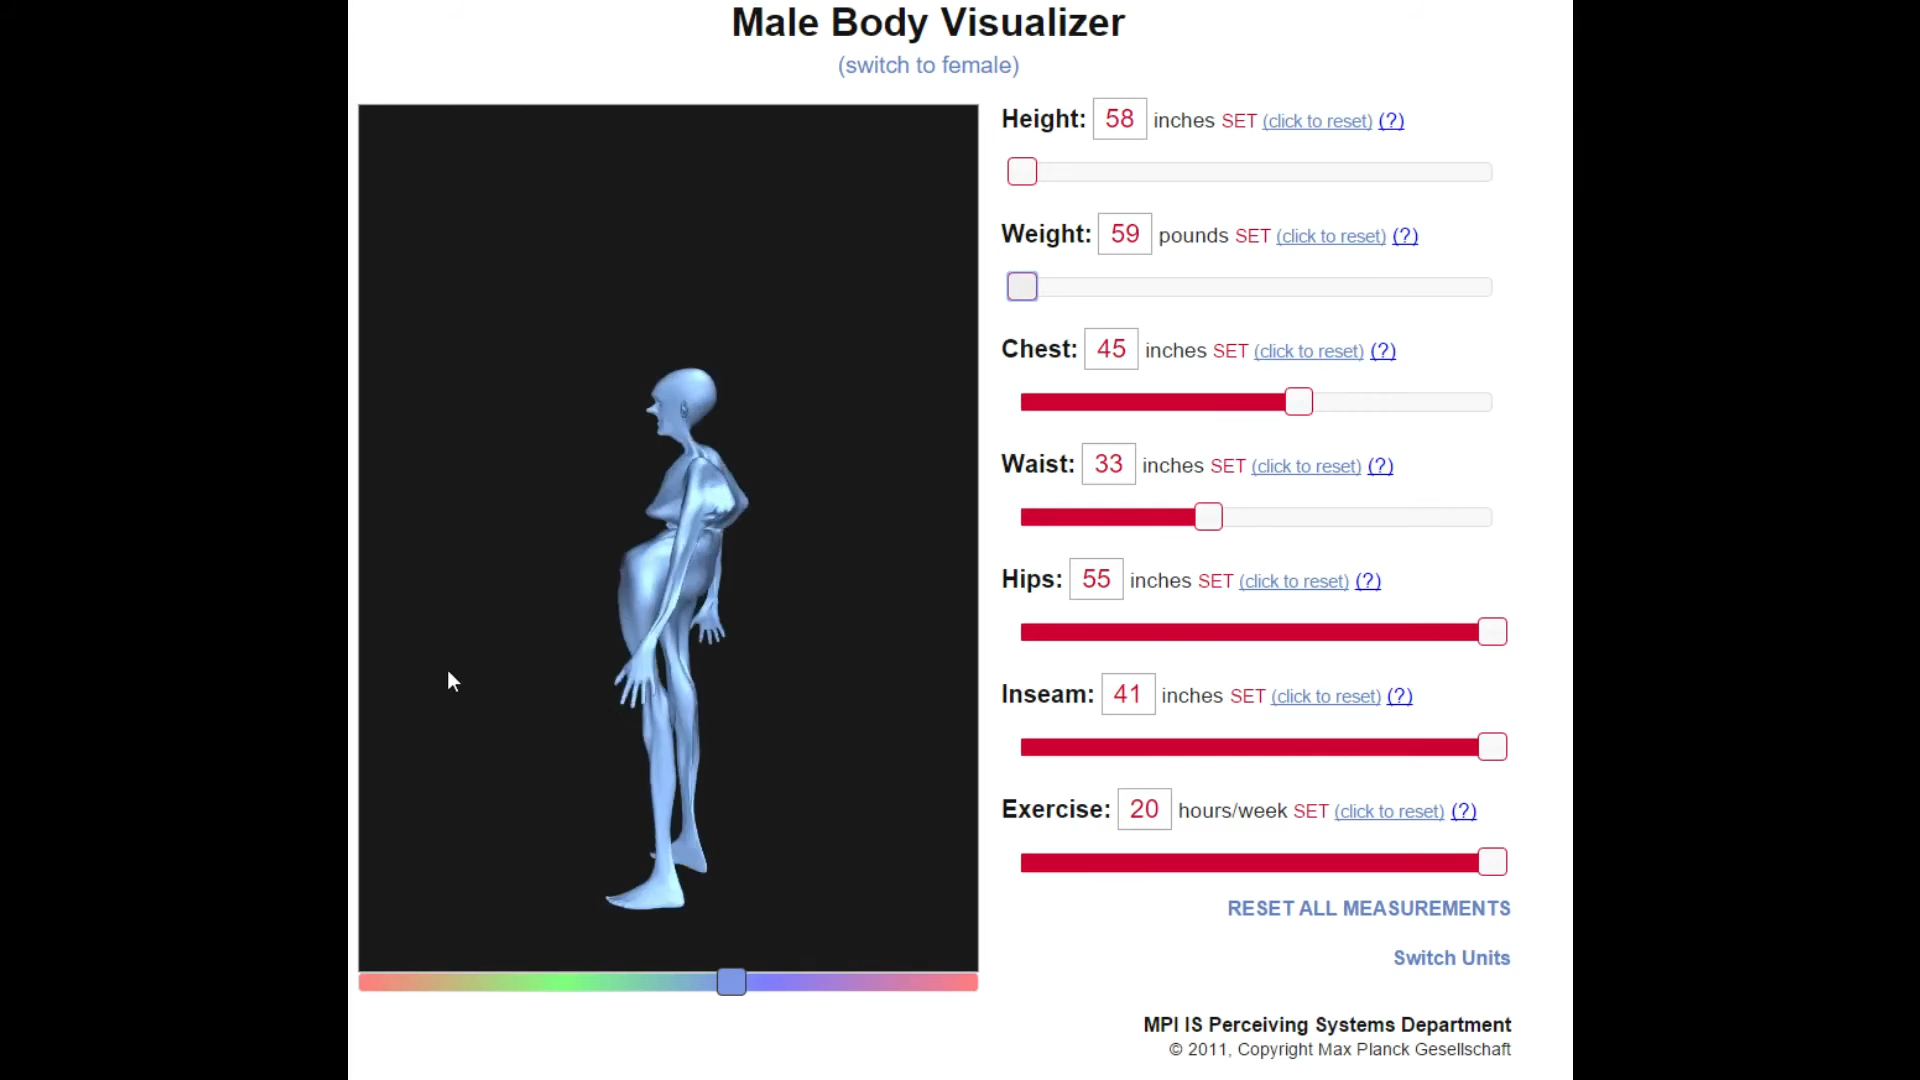 Male Body Visualizer
(switch to female)
Height: 58 inches SET (click to reset) (?)
Weight: 59 pounds SET (click to reset) (?)
Chest: 45 inches SET (click to reset) (?)
Waist: 33 inches SET (click to reset) (?)
Hips: 55 inches SET (click to reset) (?)
Inseam: 41 inches SET (click to reset) (?)
Exercise: 20 hours/week SET (click to reset) (?)
RESET ALL MEASUREMENTS
Switch Units
MPI IS Perceiving Systems Department
© 2011, Copyright Max Planck Gesellschaft